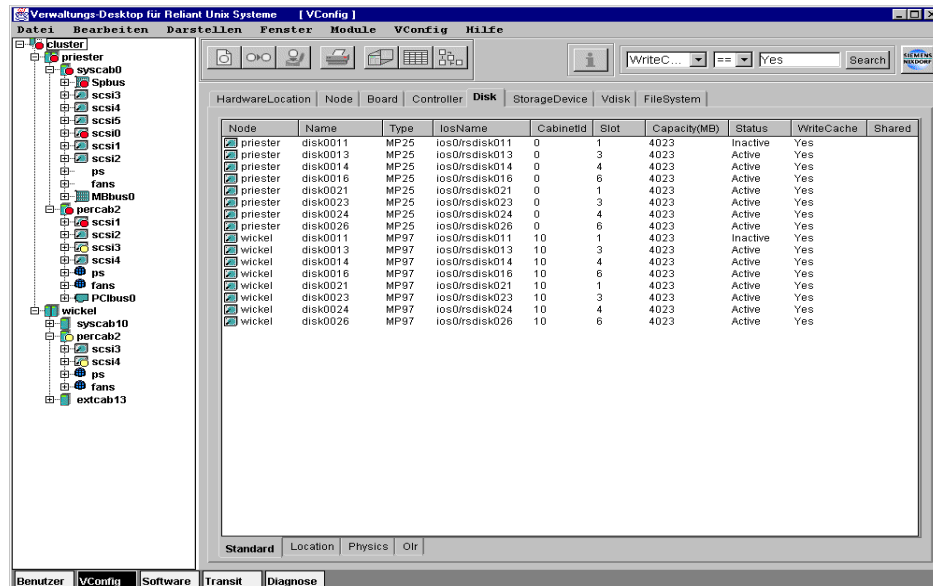 Verwaltungs-Desktop für Reliant Unix Systeme [ VConfig ]
Datei Bearbeiten Darstellen Fenster Module VConfig Hilfe
cluster
priester
syscab0
Spbus
scsi3
scsi4
scsi5
scsi0
scsi1
scsi2
ps
fans
MBbus0
percab2
scsi1
scsi2
scsi3
scsi4
ps
fans
PCIbus0
wickel
syscab10
percab2
scsi3
scsi4
ps
fans
extcab13
WriteC... == Yes Search
SIEMENS NIXDORF
HardwareLocation Node Board Controller Disk StorageDevice Vdisk FileSystem
Node Name Type IosName CabinetId Slot Capacity(MB) Status WriteCache Shared
priester disk0011 MP25 ios0/rsdisk011 0 1 4023 Inactive Yes
priester disk0013 MP25 ios0/rsdisk013 0 3 4023 Active Yes
priester disk0014 MP25 ios0/rsdisk014 0 4 4023 Active Yes
priester disk0016 MP25 ios0/rsdisk016 0 6 4023 Active Yes
priester disk0021 MP25 ios0/rsdisk021 0 1 4023 Active Yes
priester disk0023 MP25 ios0/rsdisk023 0 3 4023 Active Yes
priester disk0024 MP25 ios0/rsdisk024 0 4 4023 Active Yes
priester disk0026 MP25 ios0/rsdisk026 0 6 4023 Active Yes
wickel disk0011 MP97 ios0/rsdisk011 10 1 4023 Inactive Yes
wickel disk0013 MP97 ios0/rsdisk013 10 3 4023 Active Yes
wickel disk0014 MP97 ios0/rsdisk014 10 4 4023 Active Yes
wickel disk0016 MP97 ios0/rsdisk016 10 6 4023 Active Yes
wickel disk0021 MP97 ios0/rsdisk021 10 1 4023 Active Yes
wickel disk0023 MP97 ios0/rsdisk023 10 3 4023 Active Yes
wickel disk0024 MP97 ios0/rsdisk024 10 4 4023 Active Yes
wickel disk0026 MP97 ios0/rsdisk026 10 6 4023 Active Yes
Standard Location Physics Olr
Benutzer VConfig Software Transit Diagnose